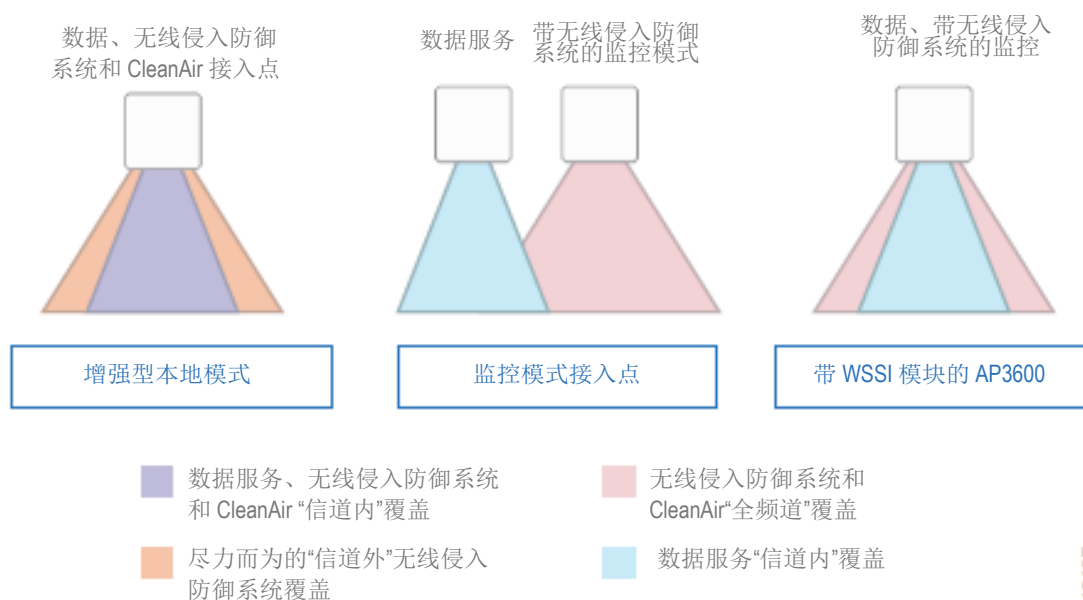 数据、无线侵入防御
系统和 CleanAir 接入点
数据服务
带无线侵入防御
系统的监控模式
数据、带无线侵入
防御系统的监控
增强型本地模式
监控模式接入点
带 WSSI 模块的 AP3600
数据服务、无线侵入防御系统
和 CleanAir “信道内”覆盖
无线侵入防御系统和
CleanAir“全频道”覆盖
尽力而为的“信道外”无线侵入
防御系统覆盖
数据服务“信道内”覆盖